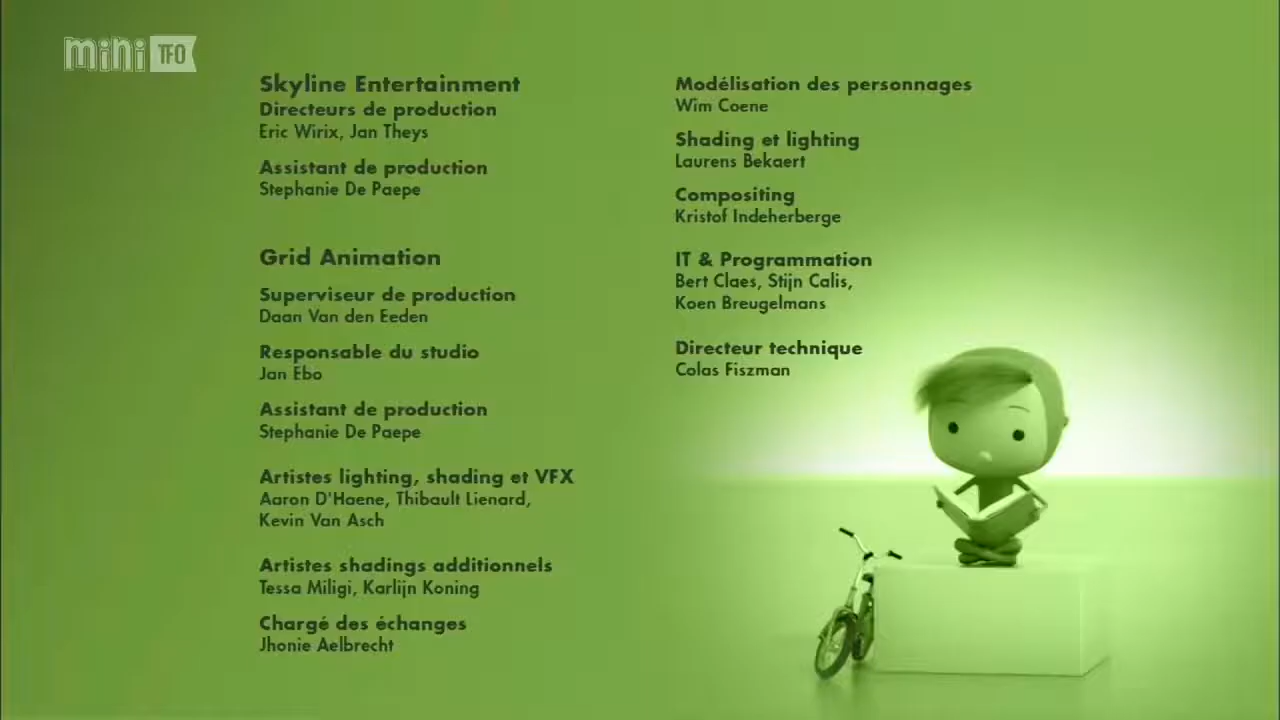 mini TFO
Skyline Entertainment
Directeurs de production
Eric Wirix, Jan Theys
Assistant de production
Stephanie De Paepe
Grid Animation
Superviseur de production
Daan Van den Eeden
Responsable du studio
Jan Ebo
Assistant de production
Stephanie De Paepe
Artistes lighting, shading et VFX
Aaron D'Haene, Thibault Lienard,
Kevin Van Asch
Artistes shadings additionnels
Tessa Miligi, Karlijn Koning
Chargé des échanges
Jhonie Aelbrecht
Modélisation des personnages
Wim Coene
Shading et lighting
Laurens Bekaert
Compositing
Kristof Indeherberge
IT & Programmation
Bert Claes, Stijn Calis,
Koen Breugelmans
Directeur technique
Colas Fiszman